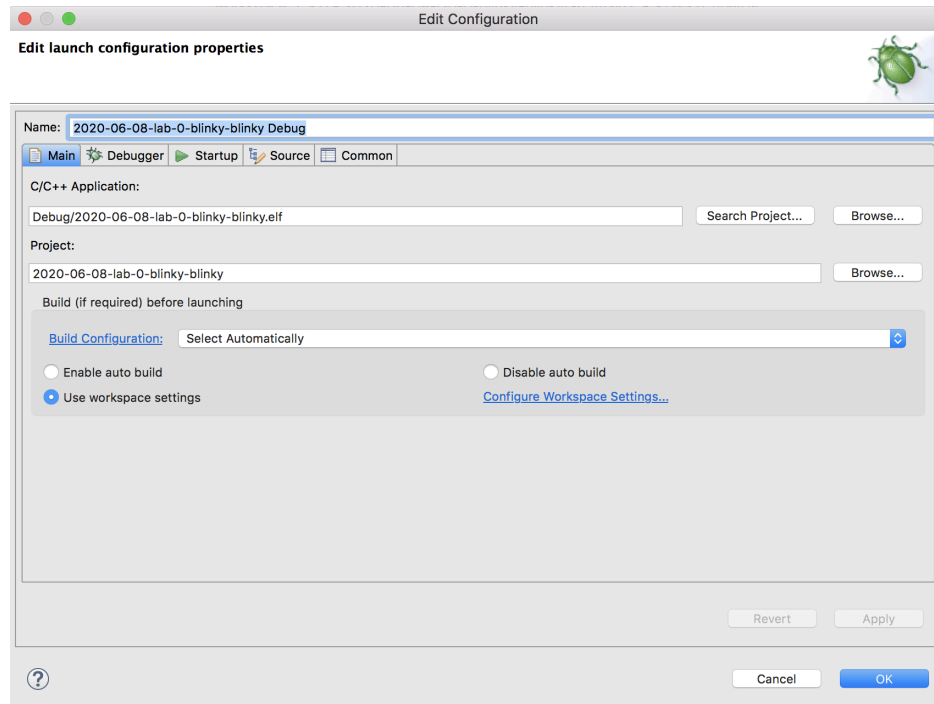 Edit Configuration
Edit launch configuration properties
Name: 2020-06-08-lab-0-blinky-blinky Debug
Main Debugger Startup Source Common
C/C++ Application:
Debug/2020-06-08-lab-0-blinky-blinky.elf Search Project... Browse...
Project:
2020-06-08-lab-0-blinky-blinky Browse...
Build (if required) before launching
Build Configuration: Select Automatically
Enable auto build Disable auto build
Use workspace settings Configure Workspace Settings...
Revert Apply
? Cancel OK